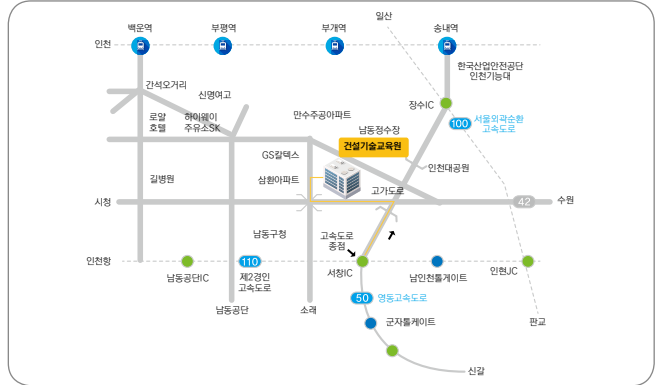 일산
백운역
부평역
부개역
송내역
인천
한국산업안전공단
인천기능대
간석오거리
신명여고
장수IC
만수주공아파트
로얄
호텔
하이웨이
주유소SK
남동정수장
100
서울외곽순환
고속도로
건설기술교육원
GS칼텍스
인천대공원
길병원
삼환아파트
고가도로
시청
42
수원
남동구청
고속도로
종점
인천항
110
남동공단IC
제2경인
고속도로
서창IC
남인천톨게이트
인현JC
50
영동고속도로
남동공단
소래
군자톨게이트
판교
신갈